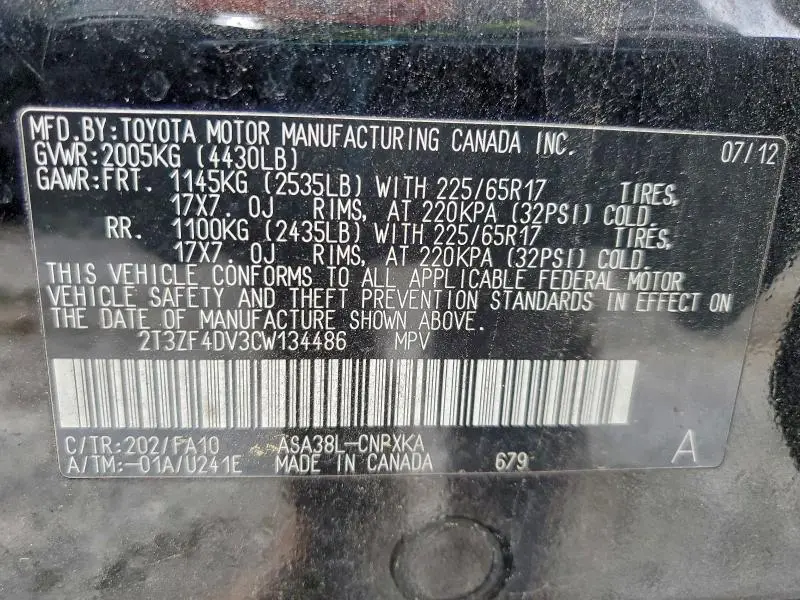 MFD.BY:TOYOTA MOTOR MANUFACTURING CANADA INC. 07/12
GVWR:2005KG (4430LB)
GAWR:FRT. 1145KG (2535LB) WITH 225/65R17 TIRES,
17X7.0J RIMS, AT 220KPA (32PSI) COLD.
RR. 1100KG (2435LB) WITH 225/65R17 TIRES,
17X7.0J RIMS, AT 220KPA (32PSI) COLD.
THIS VEHICLE CONFORMS TO ALL APPLICABLE FEDERAL MOTOR
VEHICLE SAFETY AND THEFT PREVENTION STANDARDS IN EFFECT ON
THE DATE OF MANUFACTURE SHOWN ABOVE.
2T3ZF4DV3CW134486 MPV
C/TR:202/FA10 ASA38L-CNPXKA
A/TM:-01A/U241E MADE IN CANADA 679 A